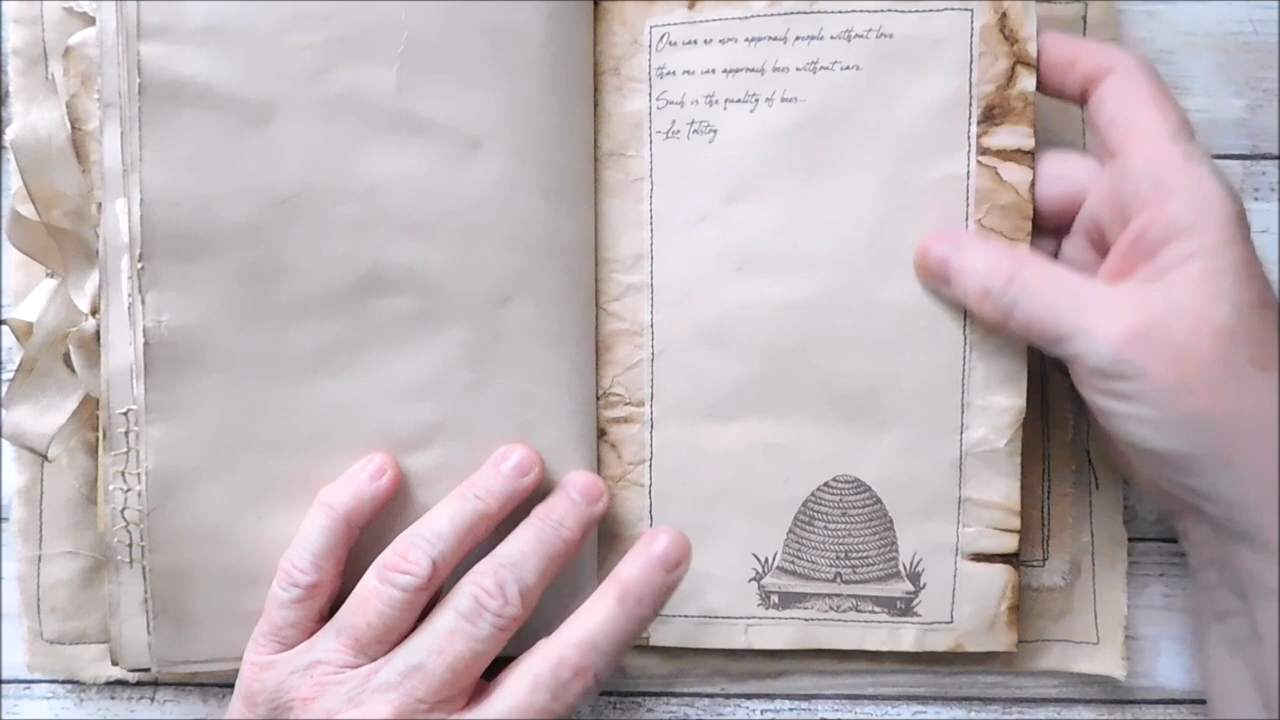 One can no more approach people without love
than one can approach bees without care.
Such is the quality of bees...
-Leo Tolstoy